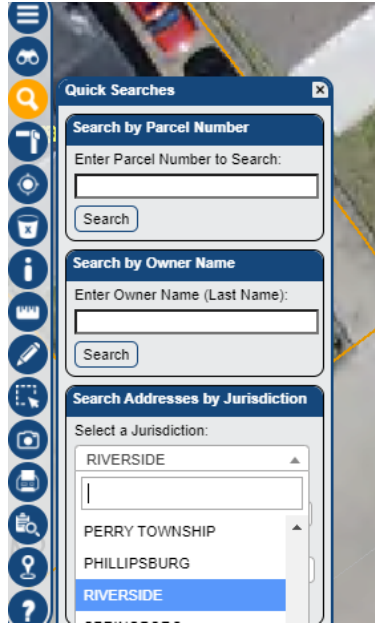 Quick Searches
Search by Parcel Number
Enter Parcel Number to Search:
Search
Search by Owner Name
Enter Owner Name (Last Name):
Search
Search Addresses by Jurisdiction
Select a Jurisdiction:
RIVERSIDE
PERRY TOWNSHIP
PHILLIPSBURG
RIVERSIDE